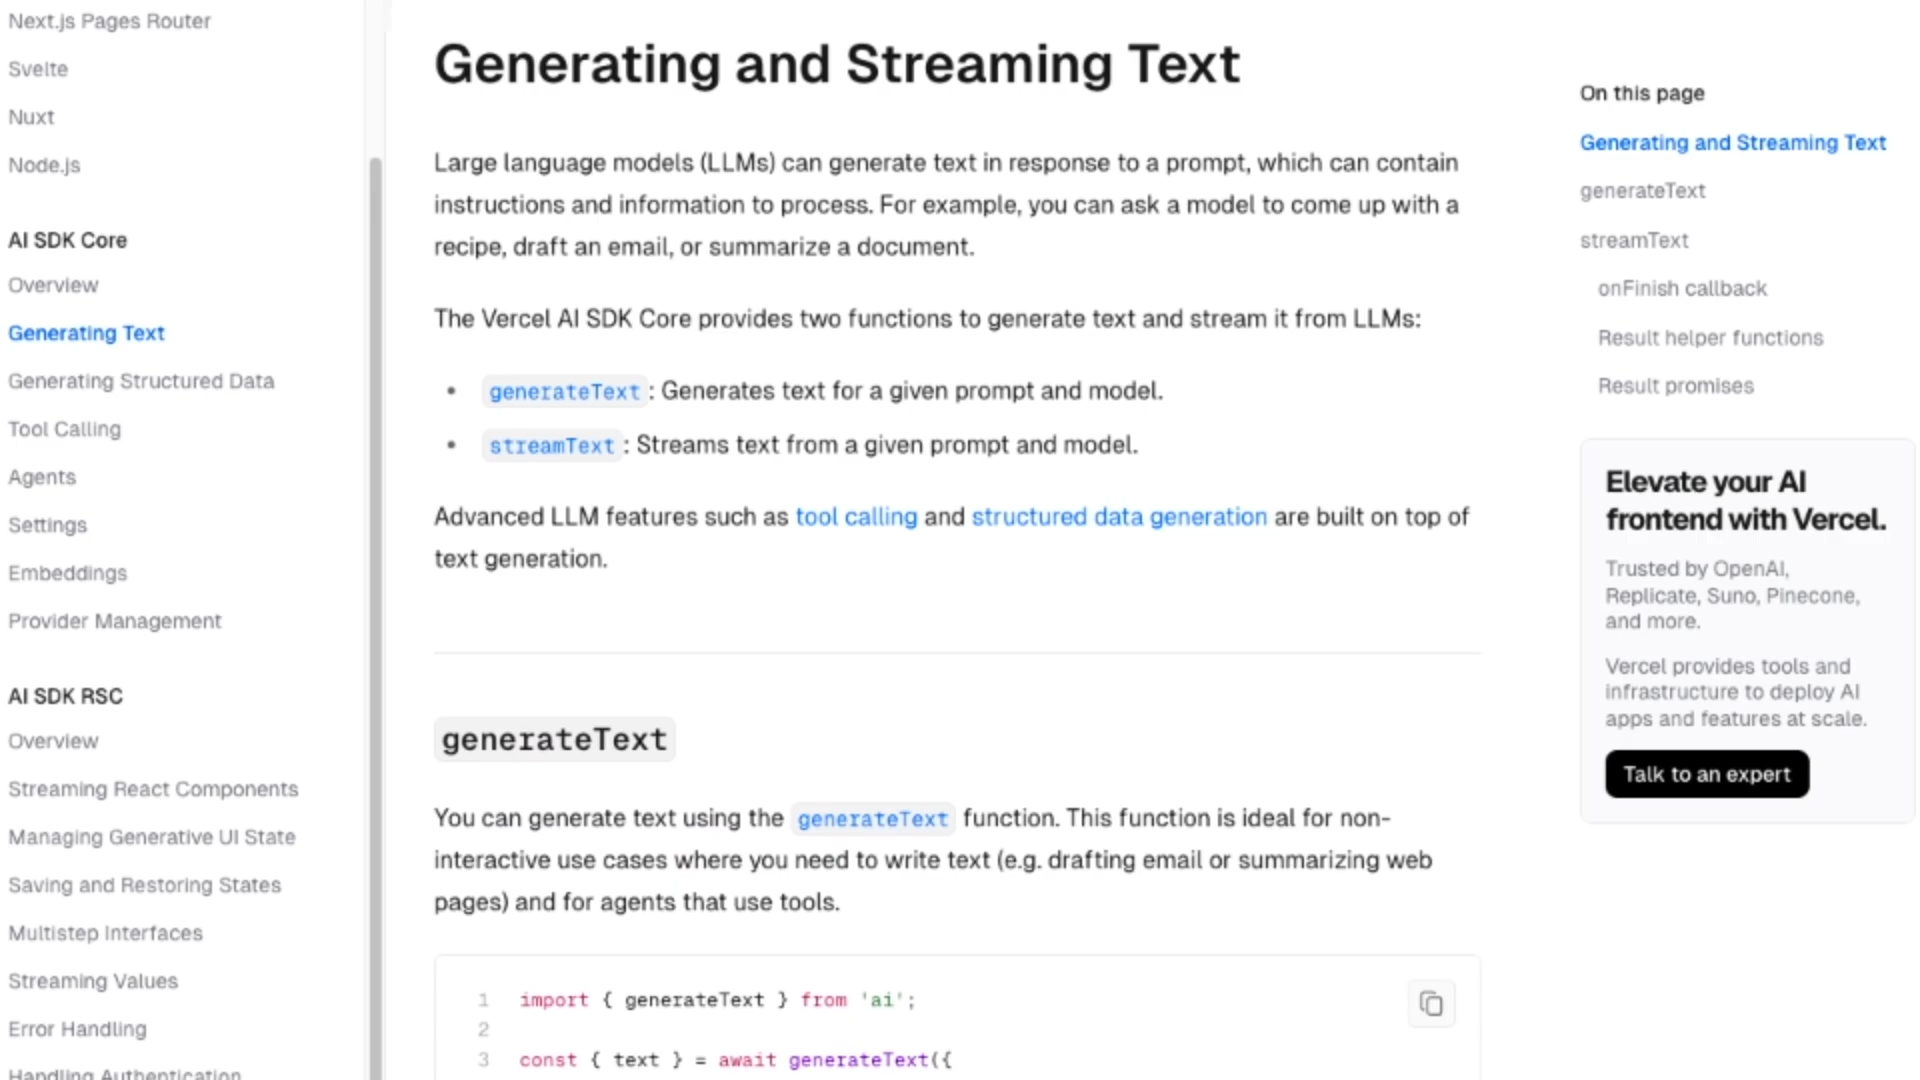 Next.js Pages Router
Svelte
Nuxt
Node.js
AI SDK Core
Overview
Generating Text
Generating Structured Data
Tool Calling
Agents
Settings
Embeddings
Provider Management
AI SDK RSC
Overview
Streaming React Components
Managing Generative UI State
Saving and Restoring States
Multistep Interfaces
Streaming Values
Error Handling
Handling Authentication
Generating and Streaming Text
Large language models (LLMs) can generate text in response to a prompt, which can contain
instructions and information to process. For example, you can ask a model to come up with a
recipe, draft an email, or summarize a document.
The Vercel AI SDK Core provides two functions to generate text and stream it from LLMs:
• generateText: Generates text for a given prompt and model.
• streamText: Streams text from a given prompt and model.
Advanced LLM features such as tool calling and structured data generation are built on top of
text generation.
generateText
You can generate text using the generateText function. This function is ideal for non-
interactive use cases where you need to write text (e.g. drafting email or summarizing web
pages) and for agents that use tools.
1 import { generateText } from 'ai';
2
3 const { text } = await generateText({
On this page
Generating and Streaming Text
generateText
streamText
onFinish callback
Result helper functions
Result promises
Elevate your AI
frontend with Vercel.
Trusted by OpenAI,
Replicate, Suno, Pinecone,
and more.
Vercel provides tools and
infrastructure to deploy AI
apps and features at scale.
Talk to an expert